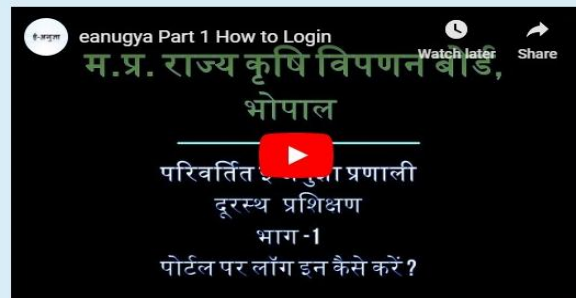 ई-अनुज्ञा
eanugya Part 1 How to Login
Watch later
Share
म.प्र. राज्य कृषि विपणन बोर्ड,
भोपाल
परिवर्तित प्रणाली
दूरस्थ प्रशिक्षण
भाग -1
पोर्टल पर लॉग इन कैसे करें ?